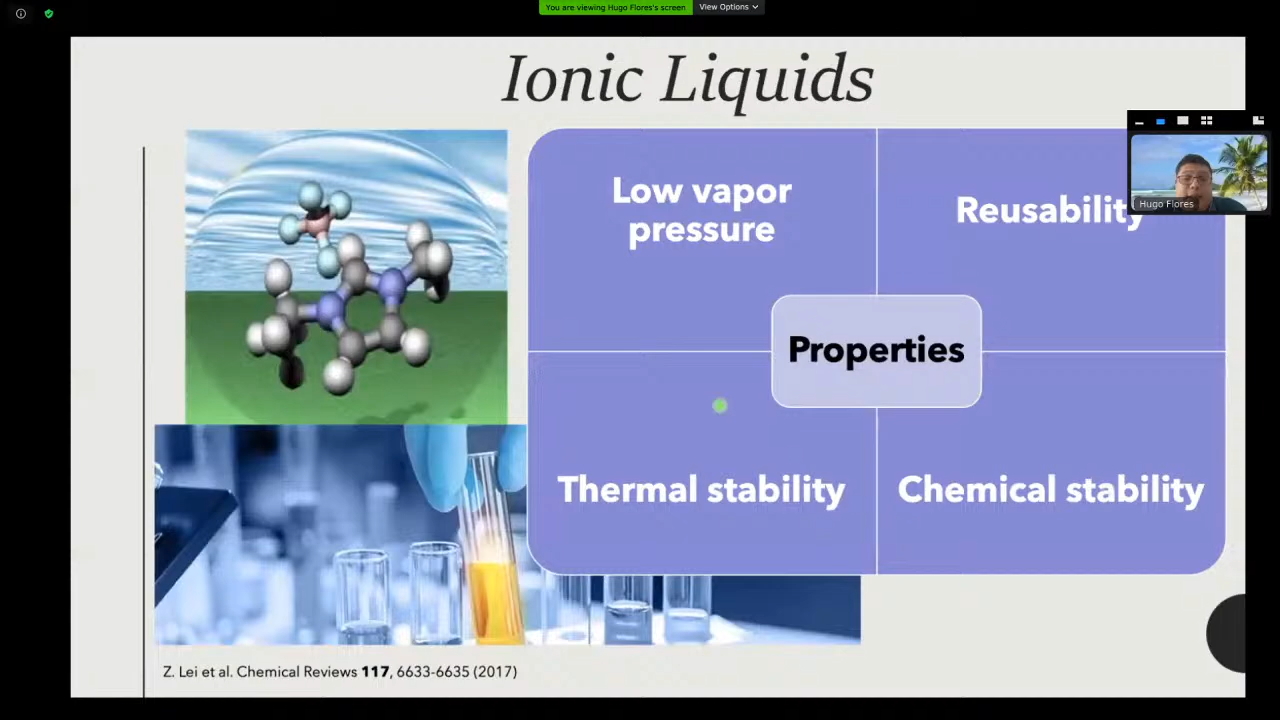 You are viewing Hugo Flores's screen
View Options
Ionic Liquids
Low vapor
pressure
Reusability
Hugo Flores
Properties
Thermal stability
Chemical stability
Z. Lei et al. Chemical Reviews 117, 6633-6635 (2017)